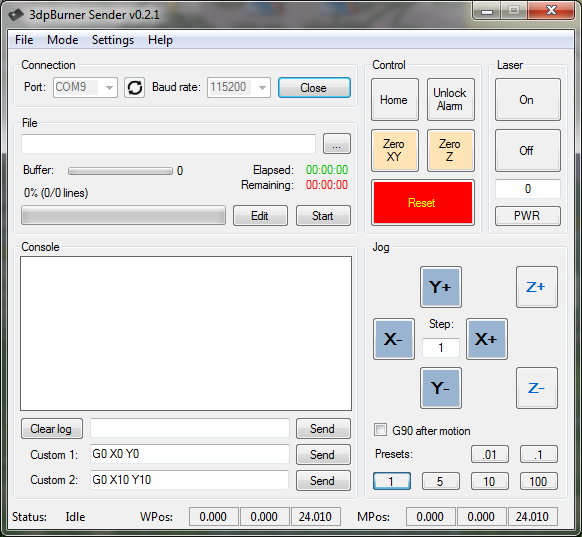 3dpBurner Sender v0.2.1
File Mode Settings Help
Connection
Port: COM9 Baud rate: 115200 Close
File
...
Buffer: 0 Elapsed: 00:00:00
Remaining: 00:00:00
0% (0/0 lines)
Edit Start
Control
Home Unlock Alarm
Zero XY Zero Z
Reset
Laser
On
Off
0
PWR
Console
Clear log Send
Custom 1: G0 X0 Y0 Send
Custom 2: G0 X10 Y10 Send
Jog
Y+ Z+
X- Step: 1 X+
Y- Z-
G90 after motion
Presets: .01 .1
1 5 10 100
Status: Idle WPos: 0.000 0.000 24.010 MPos: 0.000 0.000 24.010